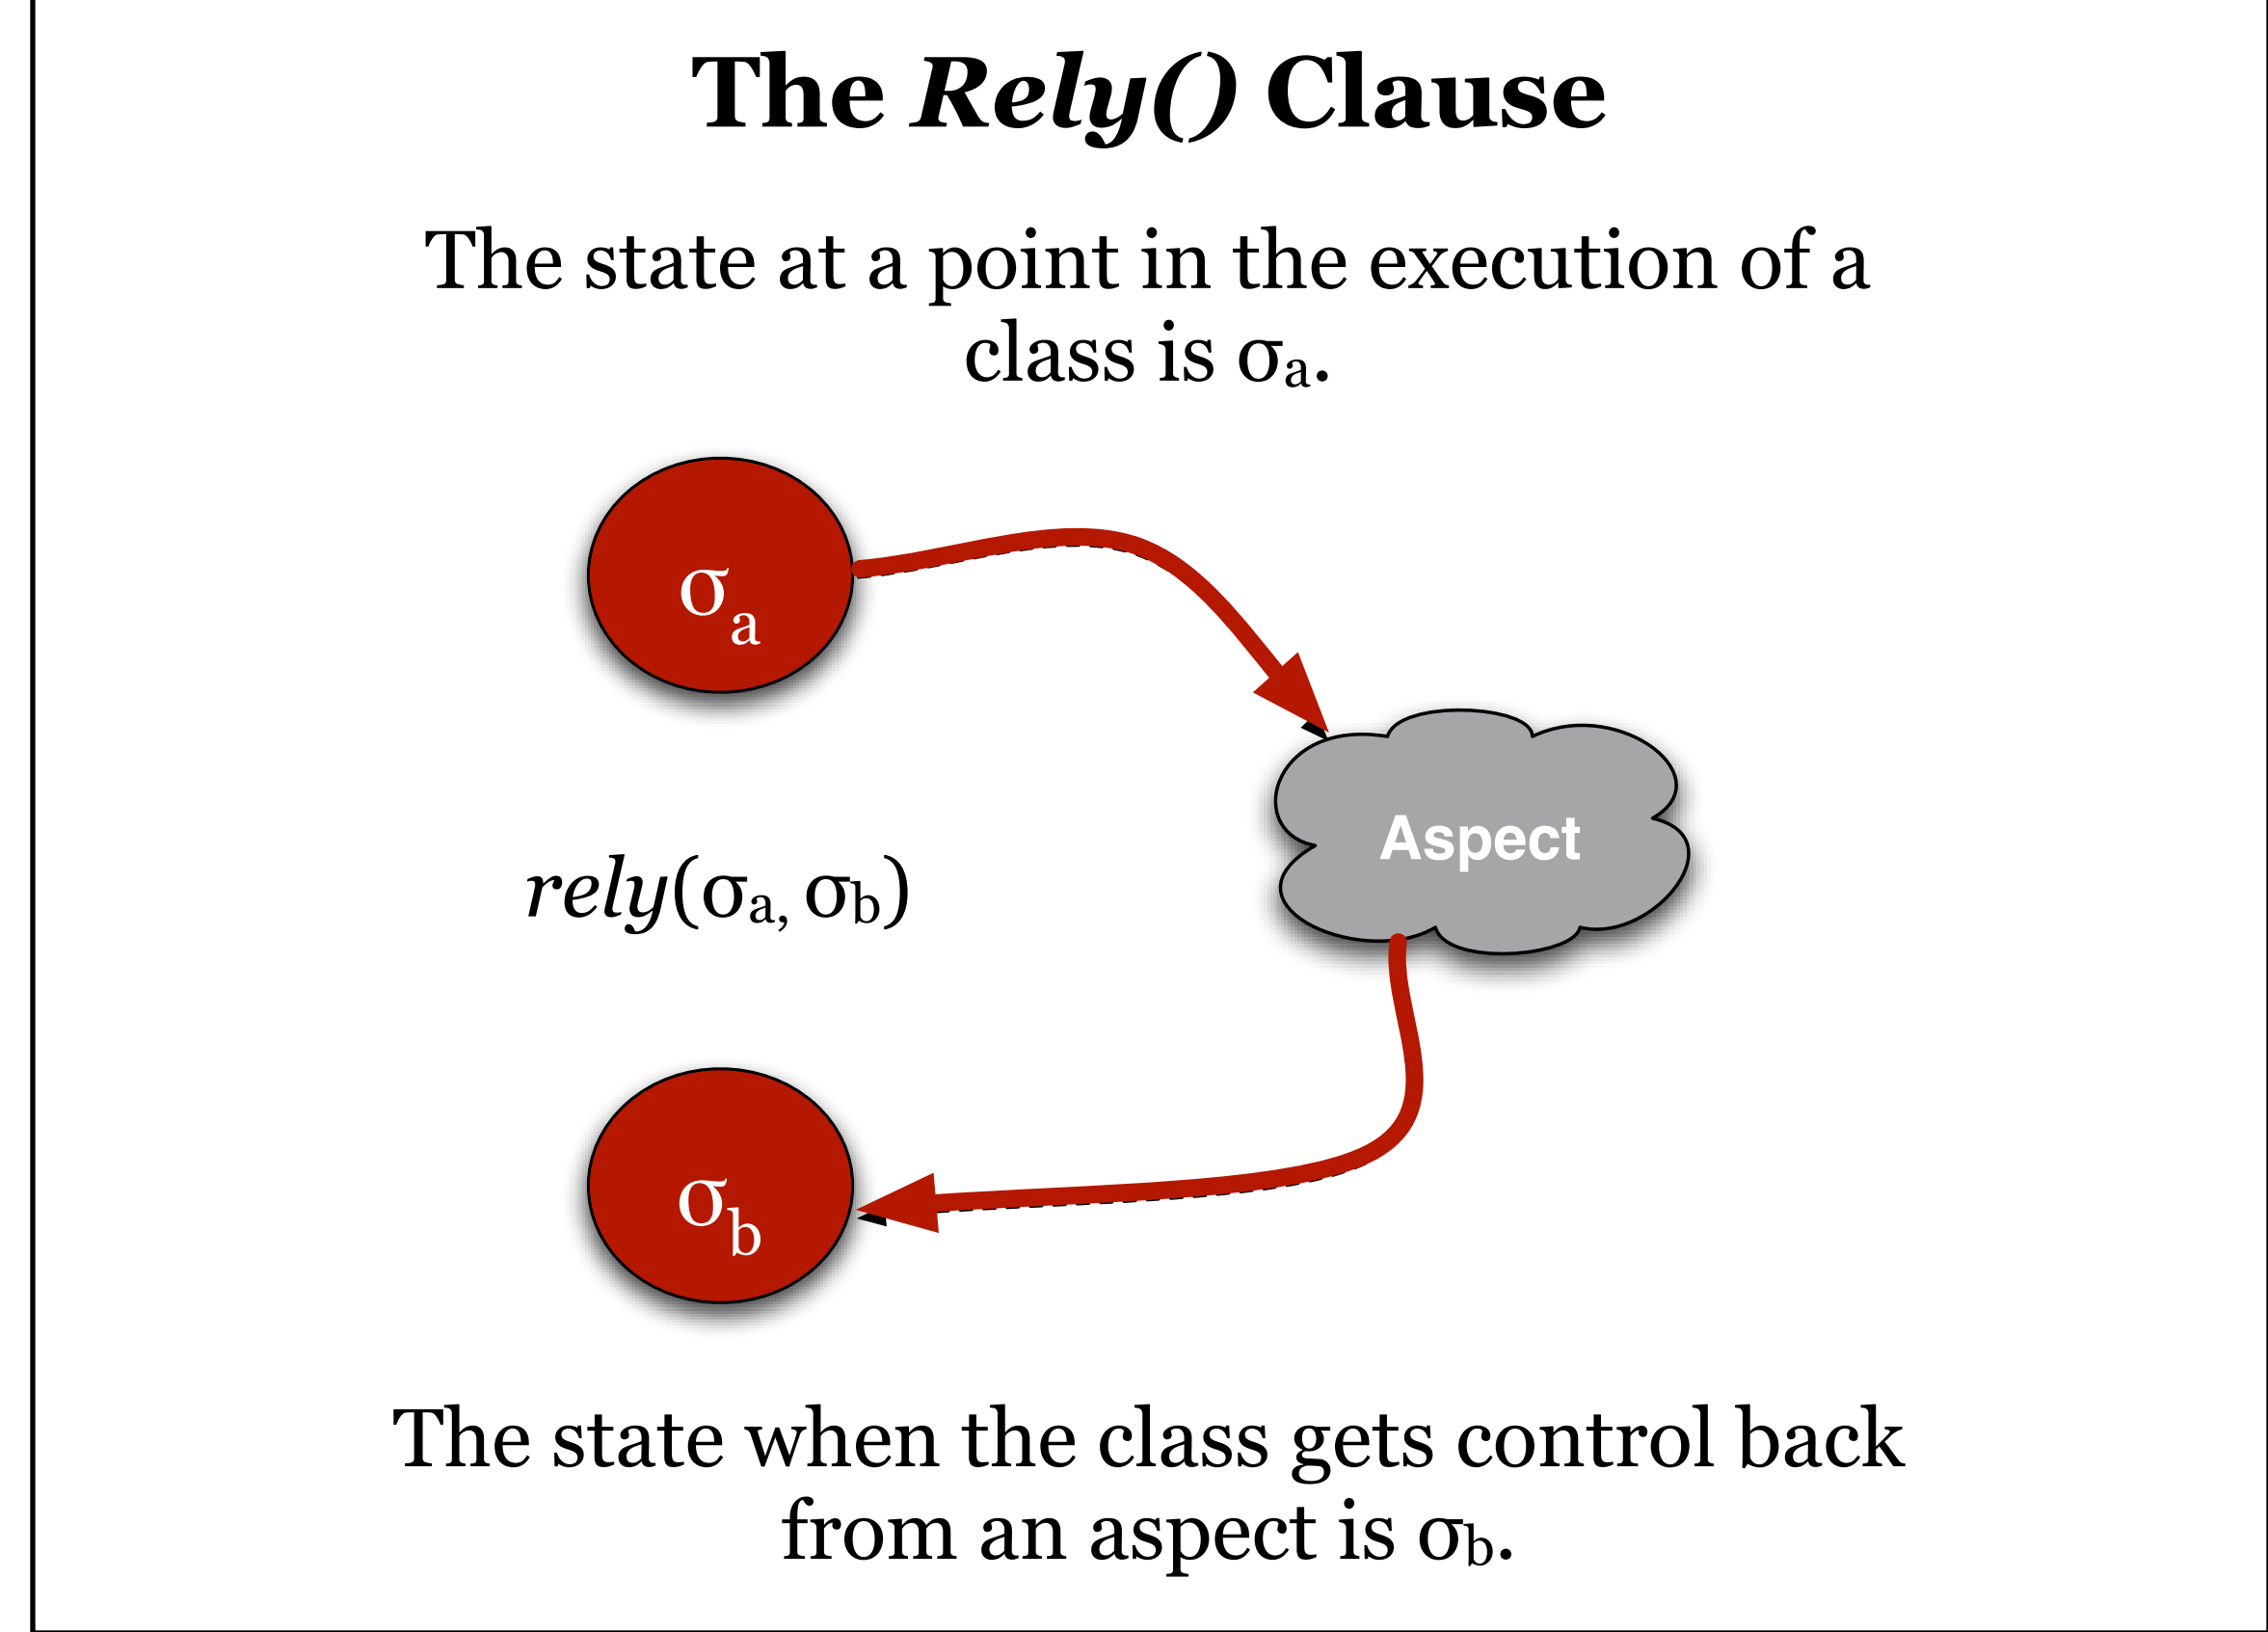 The Rely() Clause
The state at a point in the execution of a
class is σa.
σa
Aspect
rely(σa, σb)
σb
The state when the class gets control back
from an aspect is σb.